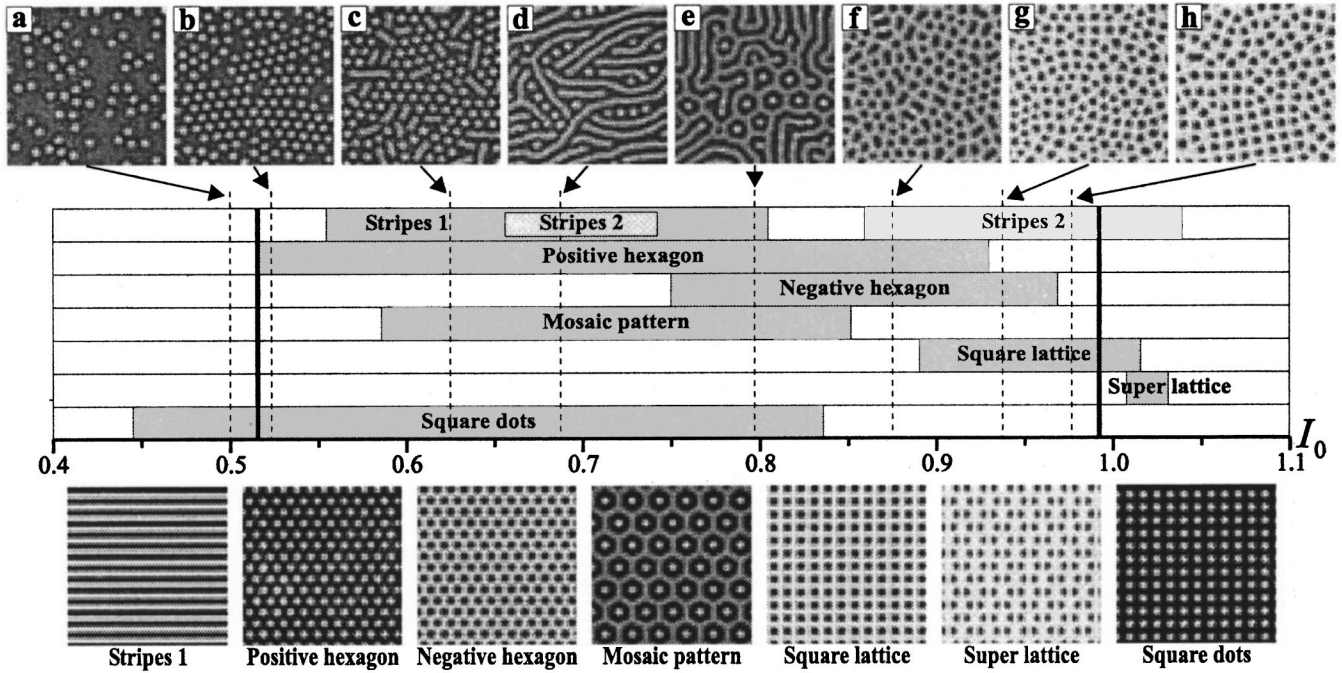 a b c d e f g h
Stripes 1 Stripes 2 Stripes 2
Positive hexagon
Negative hexagon
Mosaic pattern
Square lattice
Super lattice
Square dots
0.4 0.5 0.6 0.7 0.8 0.9 1.0 1.1 I0
Stripes 1 Positive hexagon Negative hexagon Mosaic pattern Square lattice Super lattice Square dots